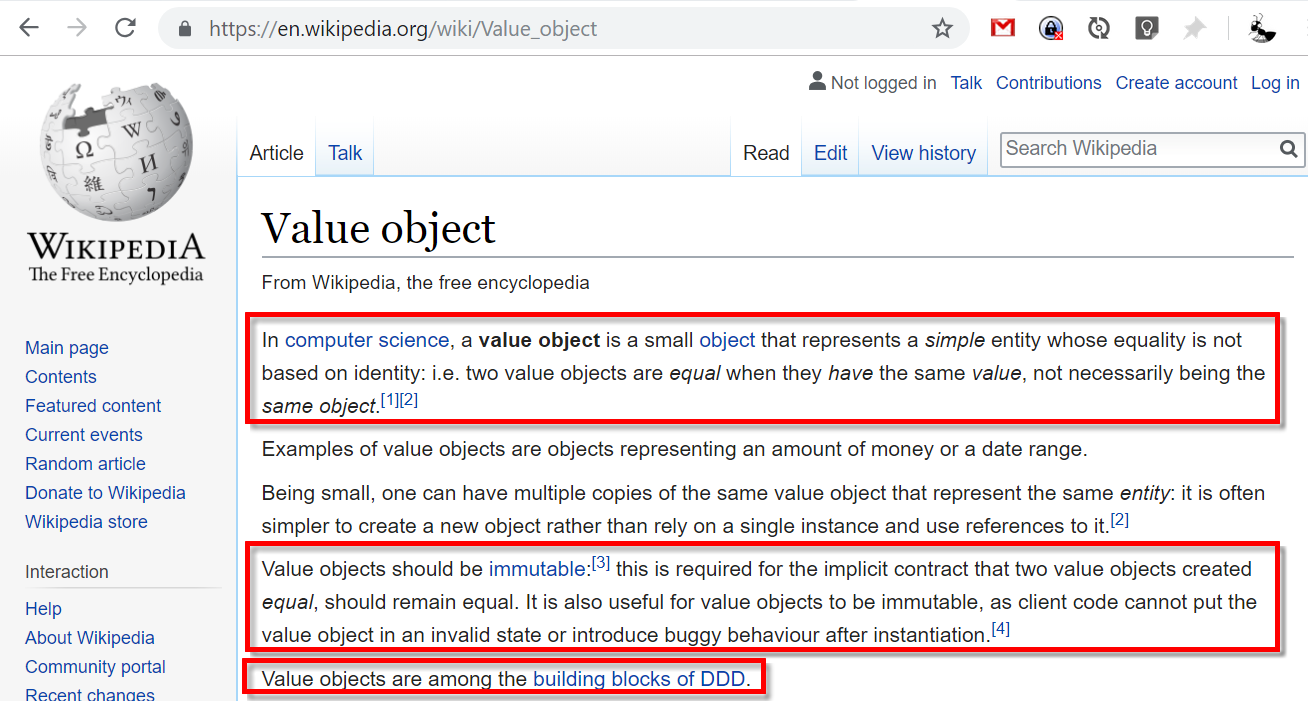 https://en.wikipedia.org/wiki/Value_object
Not logged in Talk Contributions Create account Log in
Article Talk Read Edit View history Search Wikipedia
WIKIPEDIA
The Free Encyclopedia
Main page
Contents
Featured content
Current events
Random article
Donate to Wikipedia
Wikipedia store
Interaction
Help
About Wikipedia
Community portal
Recent changes
Value object
From Wikipedia, the free encyclopedia
In computer science, a value object is a small object that represents a simple entity whose equality is not
based on identity: i.e. two value objects are equal when they have the same value, not necessarily being the
same object.[1][2]
Examples of value objects are objects representing an amount of money or a date range.
Being small, one can have multiple copies of the same value object that represent the same entity: it is often
simpler to create a new object rather than rely on a single instance and use references to it.[2]
Value objects should be immutable:[3] this is required for the implicit contract that two value objects created
equal, should remain equal. It is also useful for value objects to be immutable, as client code cannot put the
value object in an invalid state or introduce buggy behaviour after instantiation.[4]
Value objects are among the building blocks of DDD.